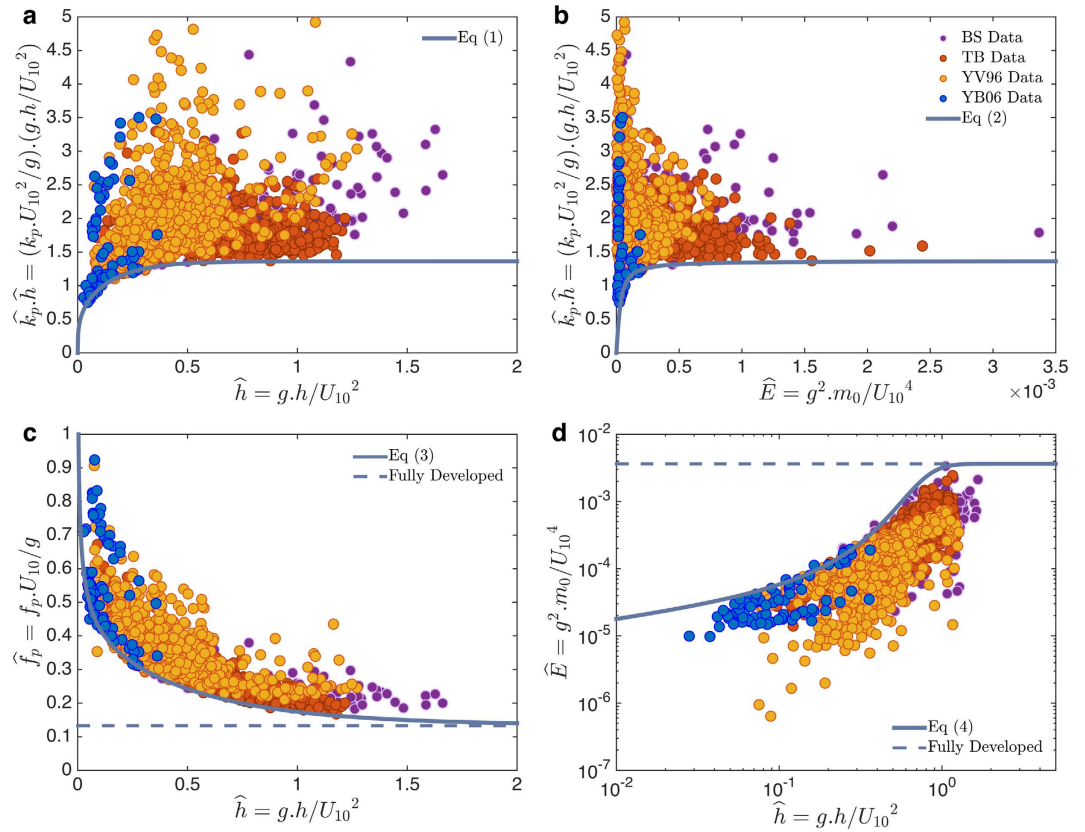 a
5
4.5
4
3.5
3
2.5
2
1.5
1
0.5
0
k̂p.ĥ = (kp.U10²/g).(g.h/U10²)
Eq (1)
0 0.5 1 1.5 2
ĥ = g.h/U10²
b
5
4.5
4
3.5
3
2.5
2
1.5
1
0.5
0
k̂p.ĥ = (kp.U10²/g).(g.h/U10²)
BS Data
TB Data
YV96 Data
YB06 Data
Eq (2)
0 0.5 1 1.5 2 2.5 3 3.5
Ê = g².m0/U10⁴
×10⁻³
c
1
0.9
0.8
0.7
0.6
0.5
0.4
0.3
0.2
0.1
0
f̂p = fp.U10/g
Eq (3)
Fully Developed
0 0.5 1 1.5 2
ĥ = g.h/U10²
d
10⁻²
10⁻³
10⁻⁴
10⁻⁵
10⁻⁶
10⁻⁷
Ê = g².m0/U10⁴
Eq (4)
Fully Developed
10⁻² 10⁻¹ 10⁰
ĥ = g.h/U10²